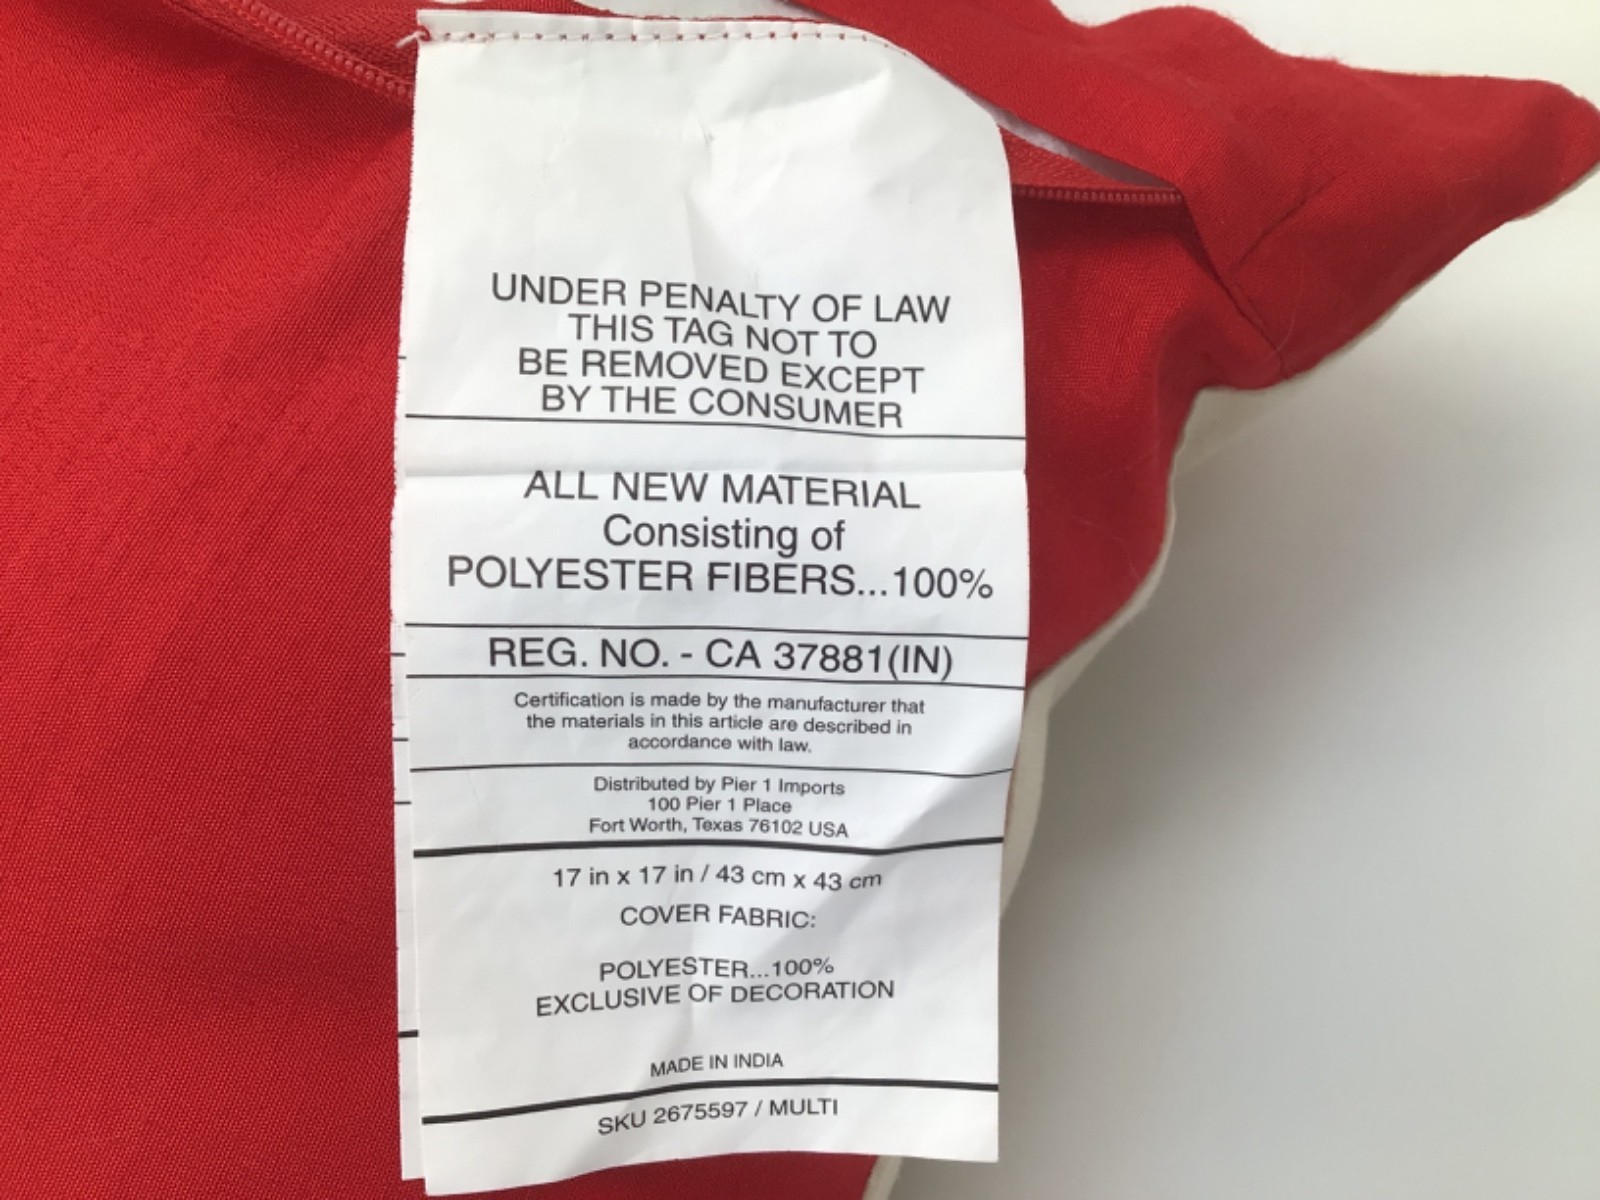 UNDER PENALTY OF LAW
THIS TAG NOT TO
BE REMOVED EXCEPT
BY THE CONSUMER
ALL NEW MATERIAL
Consisting of
POLYESTER FIBERS...100%
REG. NO. - CA 37881(IN)
Certification is made by the manufacturer that
the materials in this article are described in
accordance with law.
Distributed by Pier 1 Imports
100 Pier 1 Place
Fort Worth, Texas 76102 USA
17 in x 17 in / 43 cm x 43 cm
COVER FABRIC:
POLYESTER...100%
EXCLUSIVE OF DECORATION
MADE IN INDIA
SKU 2675597 / MULTI